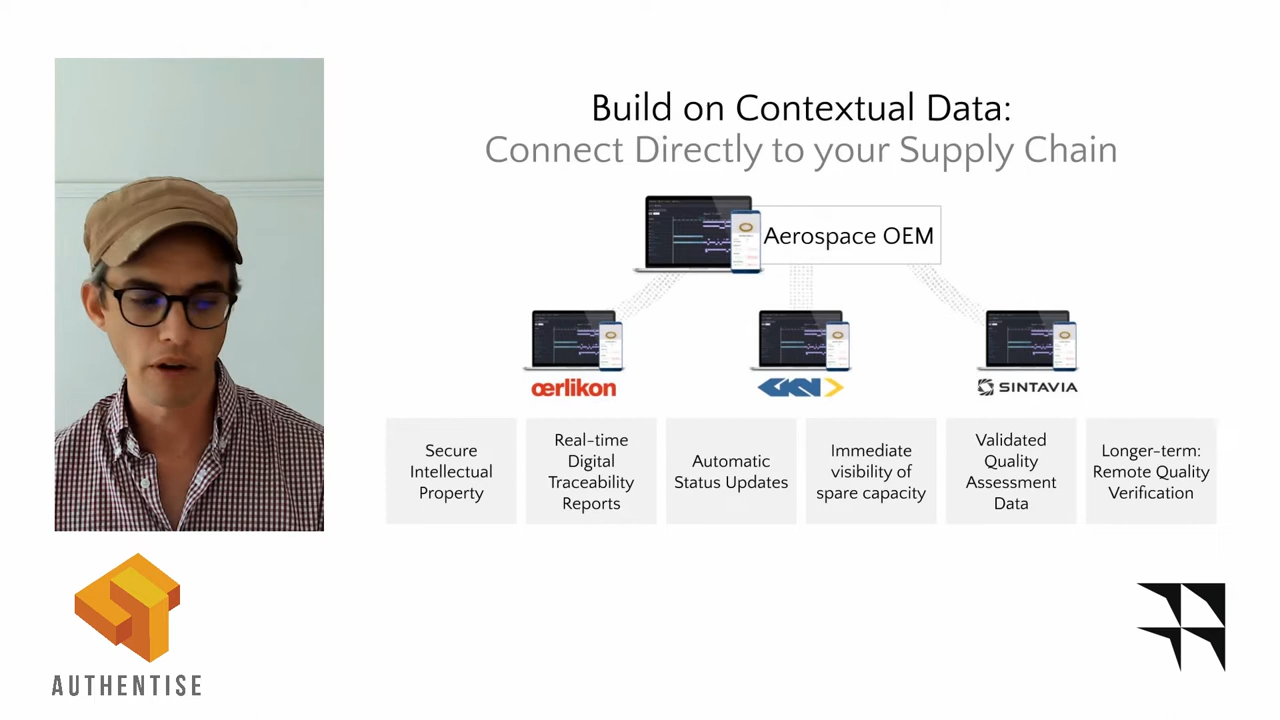 Build on Contextual Data:
Connect Directly to your Supply Chain
Aerospace OEM
œrlikon
GKN
SINTAVIA
Secure
Intellectual
Property
Real-time
Digital
Traceability
Reports
Automatic
Status Updates
Immediate
visibility of
spare capacity
Validated
Quality
Assessment
Data
Longer-term:
Remote Quality
Verification
AUTHENTISE